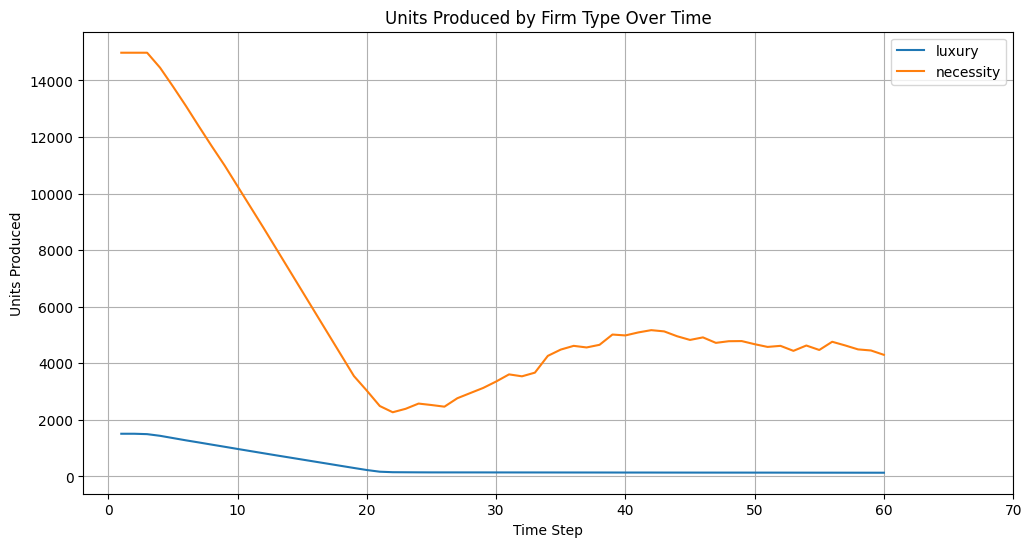 Units Produced by Firm Type Over Time
luxury
necessity
Units Produced
14000
12000
10000
8000
6000
4000
2000
0
0 10 20 30 40 50 60 70
Time Step